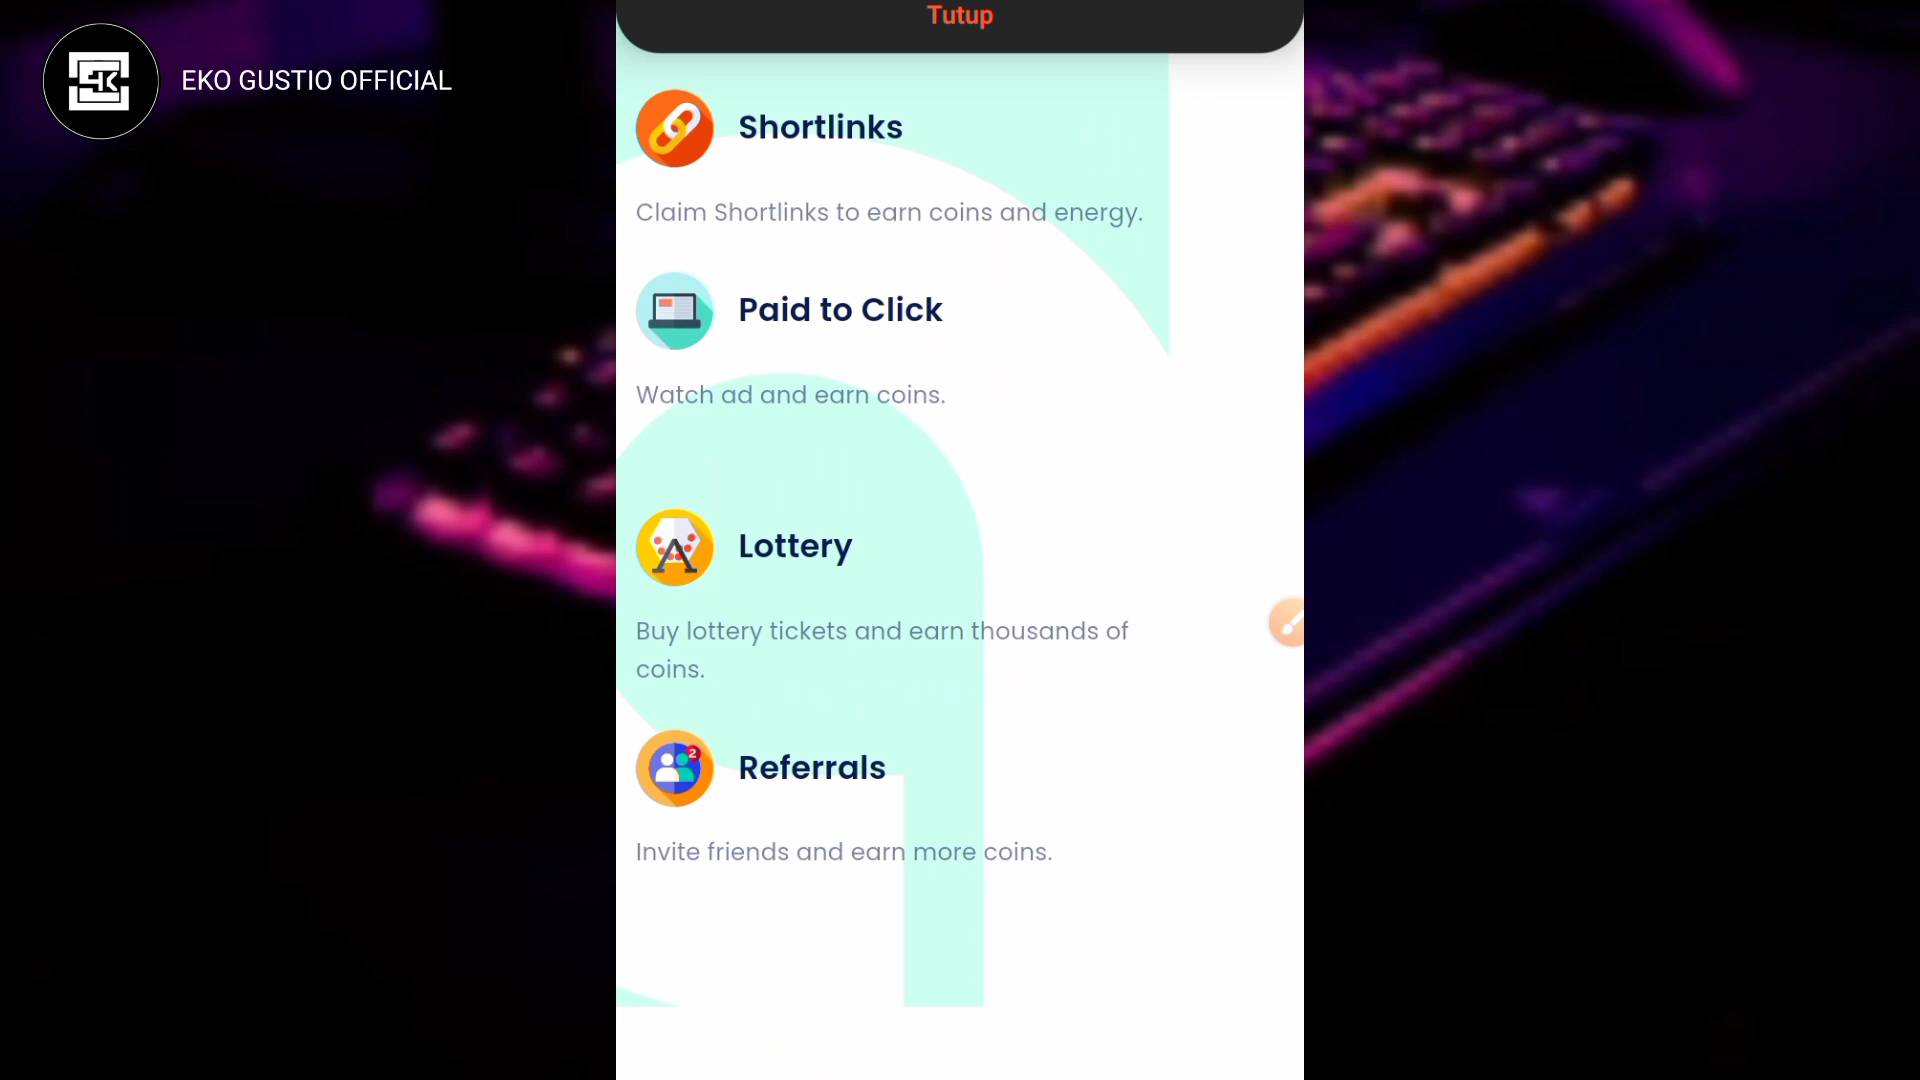 EKO GUSTIO OFFICIAL
Tutup
Shortlinks
Claim Shortlinks to earn coins and energy.
Paid to Click
Watch ad and earn coins.
Lottery
Buy lottery tickets and earn thousands of
coins.
2
Referrals
Invite friends and earn more coins.